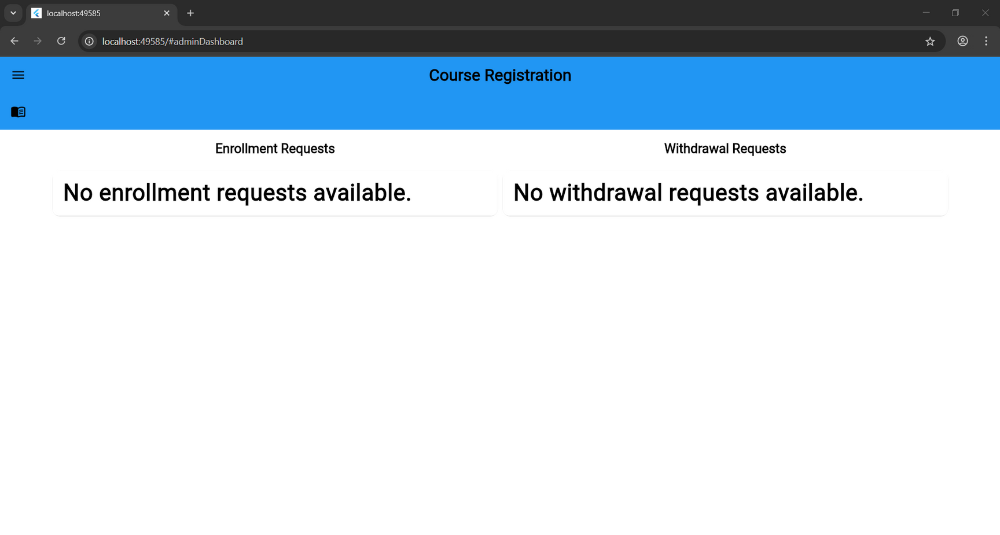 localhost:49585
localhost:49585/#adminDashboard
Course Registration
Enrollment Requests
Withdrawal Requests
No enrollment requests available.
No withdrawal requests available.